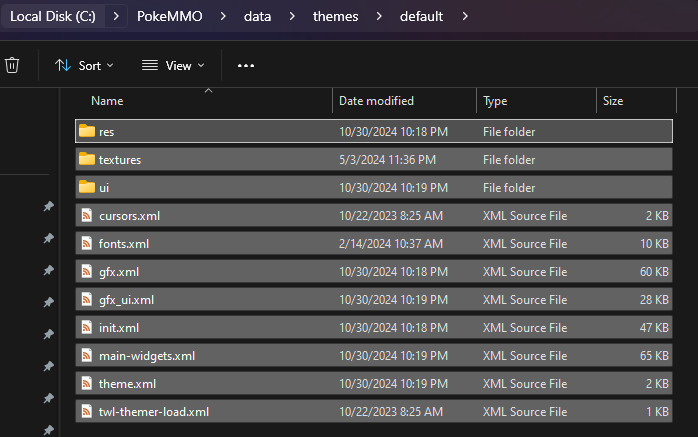 Local Disk (C:) > PokeMMO > data > themes > default >
Sort View ...
Name Date modified Type Size
res 10/30/2024 10:18 PM File folder
textures 5/3/2024 11:36 PM File folder
ui 10/30/2024 10:19 PM File folder
cursors.xml 10/22/2023 8:25 AM XML Source File 2 KB
fonts.xml 2/14/2024 10:37 AM XML Source File 10 KB
gfx.xml 10/30/2024 10:18 PM XML Source File 60 KB
gfx_ui.xml 10/30/2024 10:19 PM XML Source File 28 KB
init.xml 10/30/2024 10:18 PM XML Source File 47 KB
main-widgets.xml 10/30/2024 10:19 PM XML Source File 65 KB
theme.xml 10/30/2024 10:19 PM XML Source File 2 KB
twl-themer-load.xml 10/22/2023 8:25 AM XML Source File 1 KB